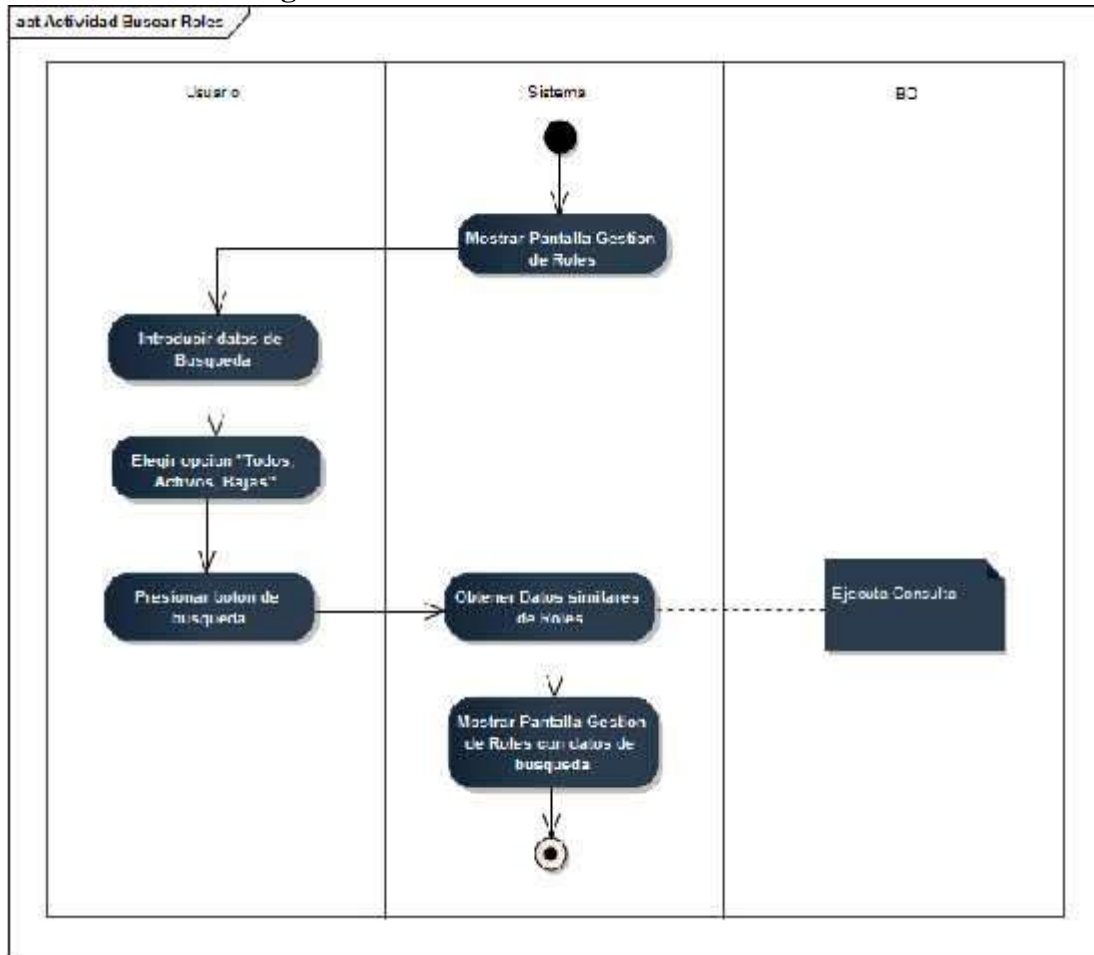 act Actividad Buscar Roles
Usuario
Sistema
BD
Mostrar Pantalla Gestion
de Roles
Introducir datos de
Busqueda
Elegir opcion "Todos,
Activos, Bajas"
Presionar boton de
busqueda
Obtener Datos similares
de Roles
Ejecuta Consulta
Mostrar Pantalla Gestion
de Roles con datos de
busqueda